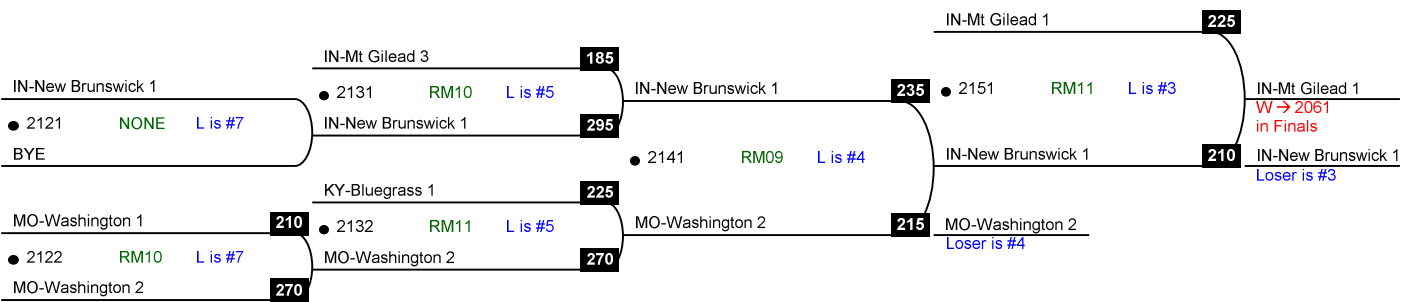 IN-New Brunswick 1
2121 NONE L is #7
BYE
MO-Washington 1
210
2122 RM10 L is #7
MO-Washington 2
270
IN-Mt Gilead 3
185
2131 RM10 L is #5
IN-New Brunswick 1
295
KY-Bluegrass 1
225
2132 RM11 L is #5
MO-Washington 2
270
IN-New Brunswick 1
235
2141 RM09 L is #4
MO-Washington 2
215
IN-Mt Gilead 1
225
2151 RM11 L is #3
IN-New Brunswick 1
210
MO-Washington 2
Loser is #4
IN-Mt Gilead 1
W → 2061
in Finals
IN-New Brunswick 1
Loser is #3